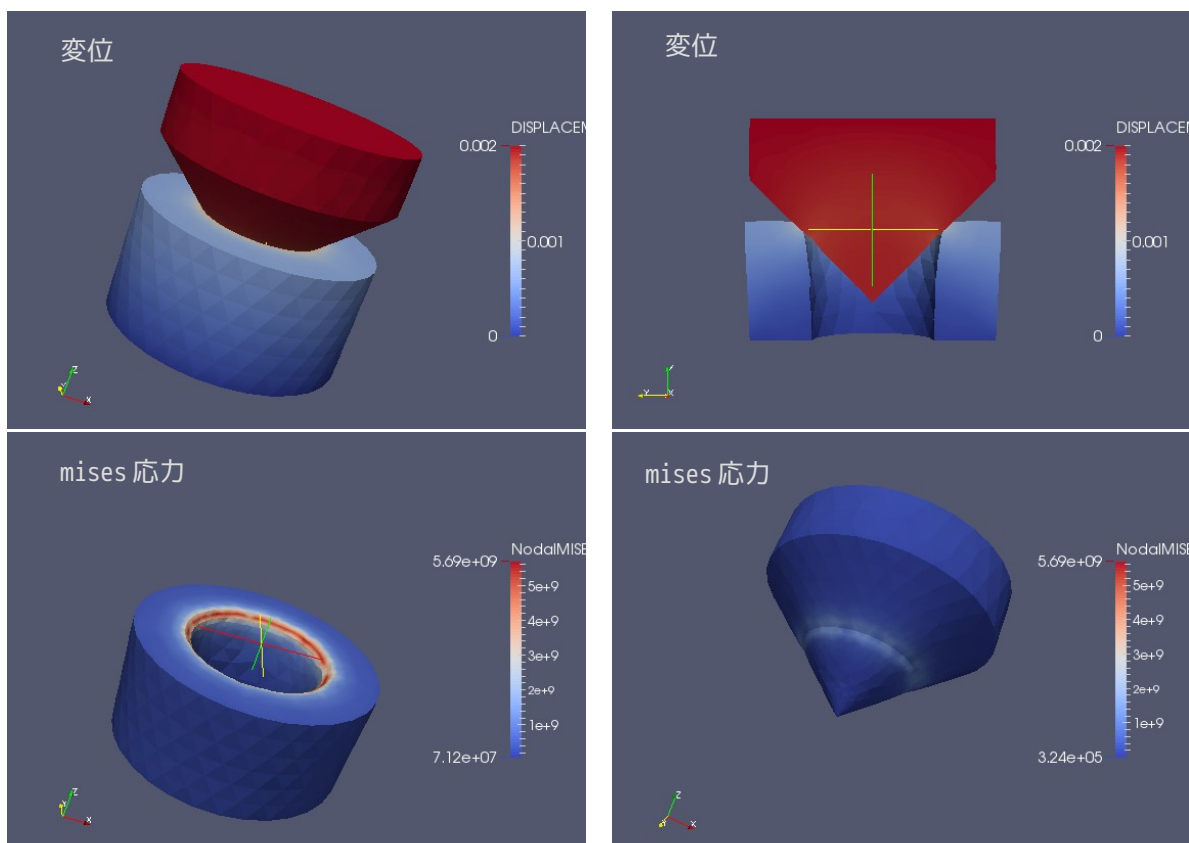 変位
DISPLACEM
0.002
0.001
0
Z
Y
X
変位
DISPLACEM
0.002
0.001
0
Y
X
mises 応力
NodalMISE
5.69e+09
5e+9
4e+9
3e+9
2e+9
1e+9
7.12e+07
Z
Y
X
mises 応力
NodalMISE
5.69e+09
5e+9
4e+9
3e+9
2e+9
1e+9
3.24e+05
Z
Y
X